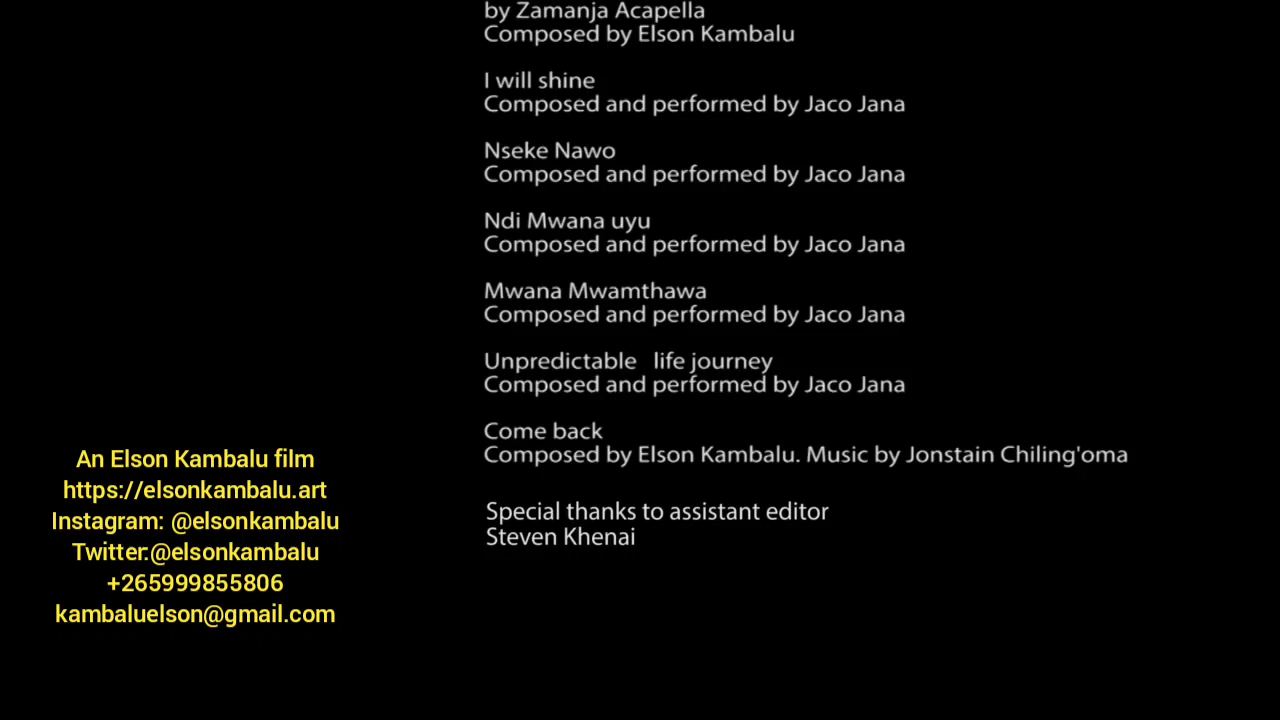 by Zamanja Acapella
Composed by Elson Kambalu
I will shine
Composed and performed by Jaco Jana
Nseke Nawo
Composed and performed by Jaco Jana
Ndi Mwana uyu
Composed and performed by Jaco Jana
Mwana Mwamthawa
Composed and performed by Jaco Jana
Unpredictable life journey
Composed and performed by Jaco Jana
Come back
Composed by Elson Kambalu. Music by Jonstain Chiling'oma
Special thanks to assistant editor
Steven Khenai
An Elson Kambalu film
https://elsonkambalu.art
Instagram: @elsonkambalu
Twitter:@elsonkambalu
+265999855806
kambaluelson@gmail.com